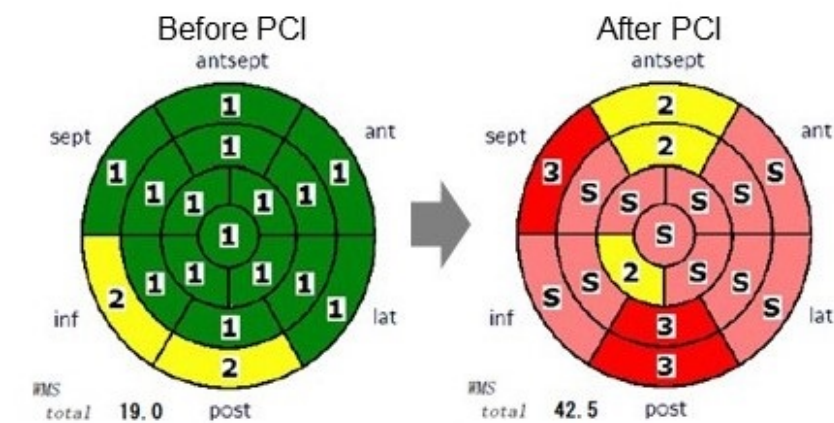 Before PCI
antsept
1
sept
ant
1
1
1
1
1
1
1
1
1
1
1
1
1
2
1
inf
lat
1
2
WMS
total 19.0
post
After PCI
antsept
2
sept
ant
2
3
S
S
S
S
S
S
2
S
S
S
S
S
inf
lat
3
3
WMS
total 42.5
post